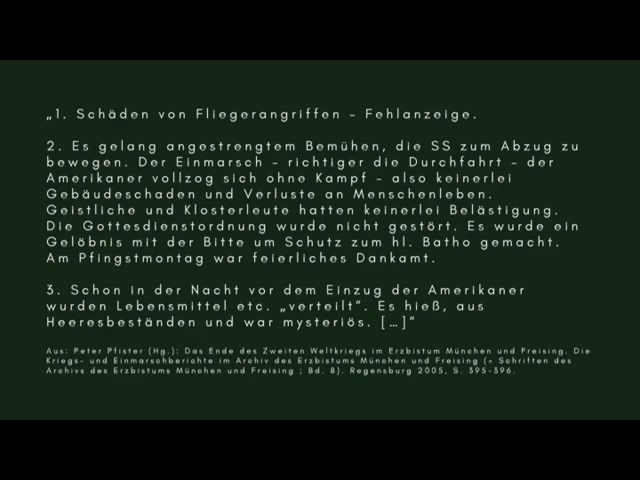 „1. Schäden von Fliegerangriffen – Fehlanzeige.
2. Es gelang angestrengtem Bemühen, die SS zum Abzug zu
bewegen. Der Einmarsch – richtiger die Durchfahrt – der
Amerikaner vollzog sich ohne Kampf – also keinerlei
Gebäudeschaden und Verluste an Menschenleben.
Geistliche und Klosterleute hatten keinerlei Belästigung.
Die Gottesdienstordnung wurde nicht gestört. Es wurde ein
Gelöbnis mit der Bitte um Schutz zum hl. Batho gemacht.
Am Pfingstmontag war feierliches Dankamt.
3. Schon in der Nacht vor dem Einzug der Amerikaner
wurden Lebensmittel etc. „verteilt“. Es hieß, aus
Heeresbeständen und war mysteriös. […]“
Aus: Peter Pfister (Hg.): Das Ende des Zweiten Weltkriegs im Erzbistum München und Freising. Die
Kriegs- und Einmarschberichte im Archiv des Erzbistums München und Freising (= Schriften des
Archivs des Erzbistums München und Freising ; Bd. 8). Regensburg 2005, S. 395-396.